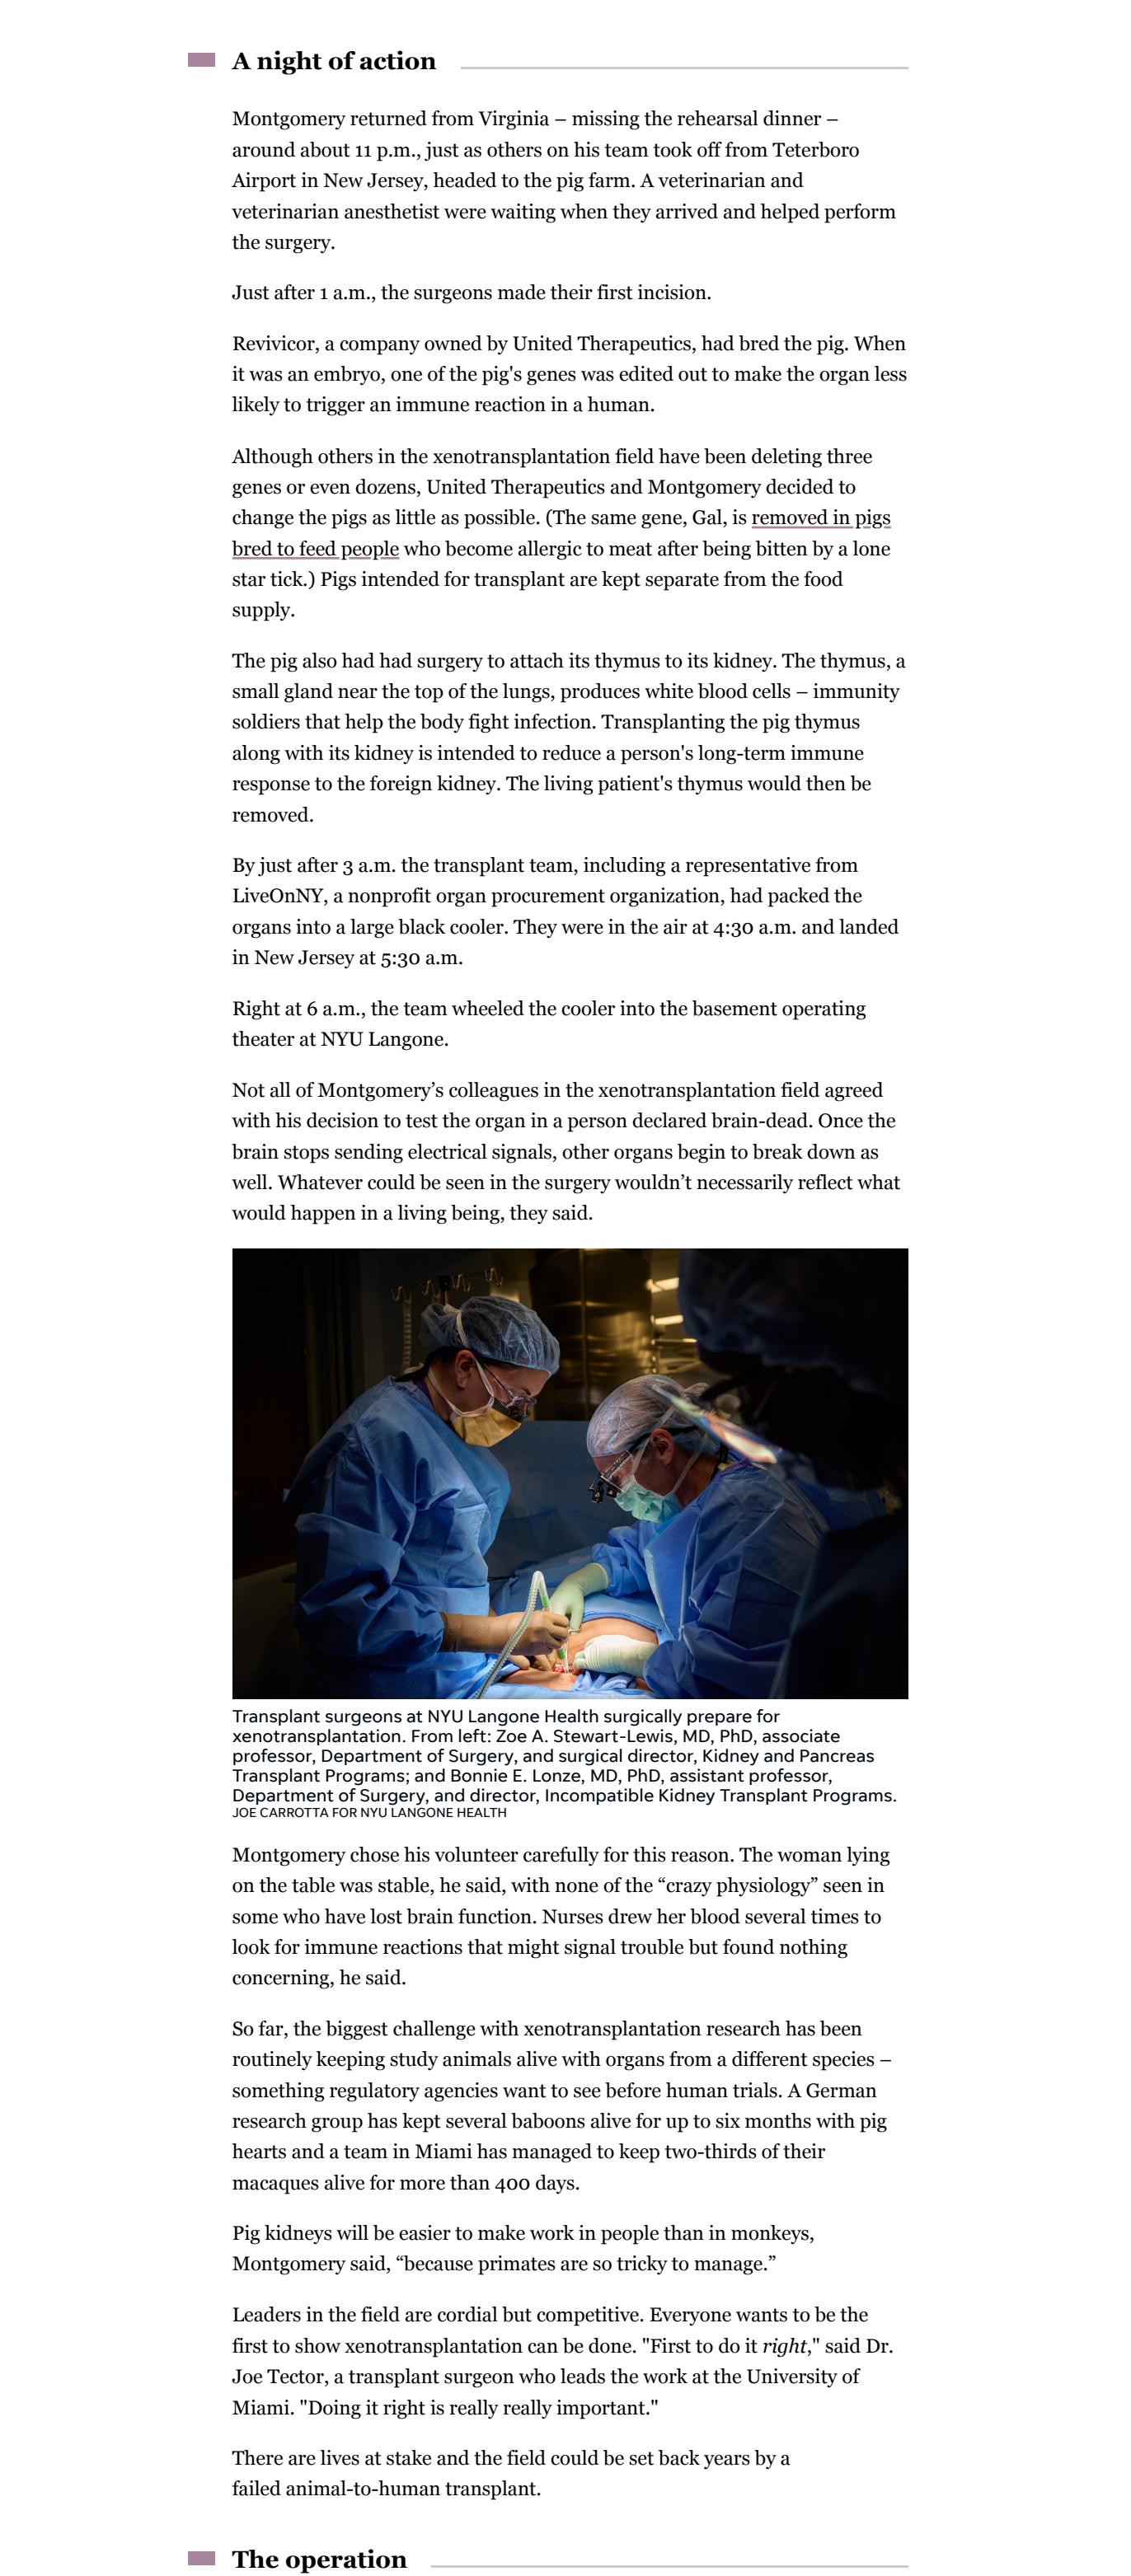 A night of action
Montgomery returned from Virginia – missing the rehearsal dinner –
around about 11 p.m., just as others on his team took off from Teterboro
Airport in New Jersey, headed to the pig farm. A veterinarian and
veterinarian anesthetist were waiting when they arrived and helped perform
the surgery.
Just after 1 a.m., the surgeons made their first incision.
Revivicor, a company owned by United Therapeutics, had bred the pig. When
it was an embryo, one of the pig's genes was edited out to make the organ less
likely to trigger an immune reaction in a human.
Although others in the xenotransplantation field have been deleting three
genes or even dozens, United Therapeutics and Montgomery decided to
change the pigs as little as possible. (The same gene, Gal, is removed in pigs
bred to feed people who become allergic to meat after being bitten by a lone
star tick.) Pigs intended for transplant are kept separate from the food
supply.
The pig also had had surgery to attach its thymus to its kidney. The thymus, a
small gland near the top of the lungs, produces white blood cells – immunity
soldiers that help the body fight infection. Transplanting the pig thymus
along with its kidney is intended to reduce a person's long-term immune
response to the foreign kidney. The living patient's thymus would then be
removed.
By just after 3 a.m. the transplant team, including a representative from
LiveOnNY, a nonprofit organ procurement organization, had packed the
organs into a large black cooler. They were in the air at 4:30 a.m. and landed
in New Jersey at 5:30 a.m.
Right at 6 a.m., the team wheeled the cooler into the basement operating
theater at NYU Langone.
Not all of Montgomery’s colleagues in the xenotransplantation field agreed
with his decision to test the organ in a person declared brain-dead. Once the
brain stops sending electrical signals, other organs begin to break down as
well. Whatever could be seen in the surgery wouldn’t necessarily reflect what
would happen in a living being, they said.
Transplant surgeons at NYU Langone Health surgically prepare for
xenotransplantation. From left: Zoe A. Stewart-Lewis, MD, PhD, associate
professor, Department of Surgery, and surgical director, Kidney and Pancreas
Transplant Programs; and Bonnie E. Lonze, MD, PhD, assistant professor,
Department of Surgery, and director, Incompatible Kidney Transplant Programs.
JOE CARROTTA FOR NYU LANGONE HEALTH
Montgomery chose his volunteer carefully for this reason. The woman lying
on the table was stable, he said, with none of the “crazy physiology” seen in
some who have lost brain function. Nurses drew her blood several times to
look for immune reactions that might signal trouble but found nothing
concerning, he said.
So far, the biggest challenge with xenotransplantation research has been
routinely keeping study animals alive with organs from a different species –
something regulatory agencies want to see before human trials. A German
research group has kept several baboons alive for up to six months with pig
hearts and a team in Miami has managed to keep two-thirds of their
macaques alive for more than 400 days.
Pig kidneys will be easier to make work in people than in monkeys,
Montgomery said, “because primates are so tricky to manage.”
Leaders in the field are cordial but competitive. Everyone wants to be the
first to show xenotransplantation can be done. "First to do it right," said Dr.
Joe Tector, a transplant surgeon who leads the work at the University of
Miami. "Doing it right is really really important."
There are lives at stake and the field could be set back years by a
failed animal-to-human transplant.
The operation